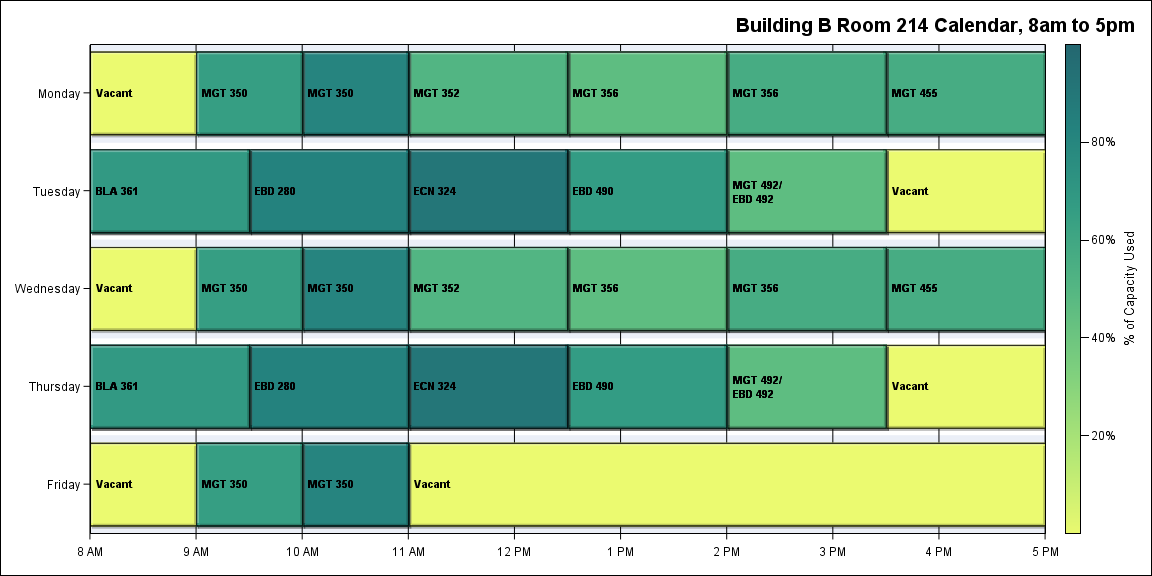 Building B Room 214 Calendar, 8am to 5pm
Monday
Vacant
MGT 350
MGT 350
MGT 352
MGT 356
MGT 356
MGT 455
Tuesday
BLA 361
EBD 280
ECN 324
EBD 490
MGT 492/
EBD 492
Vacant
Wednesday
Vacant
MGT 350
MGT 350
MGT 352
MGT 356
MGT 356
MGT 455
Thursday
BLA 361
EBD 280
ECN 324
EBD 490
MGT 492/
EBD 492
Vacant
Friday
Vacant
MGT 350
MGT 350
Vacant
8 AM
9 AM
10 AM
11 AM
12 PM
1 PM
2 PM
3 PM
4 PM
5 PM
80%
60%
40%
20%
% of Capacity Used